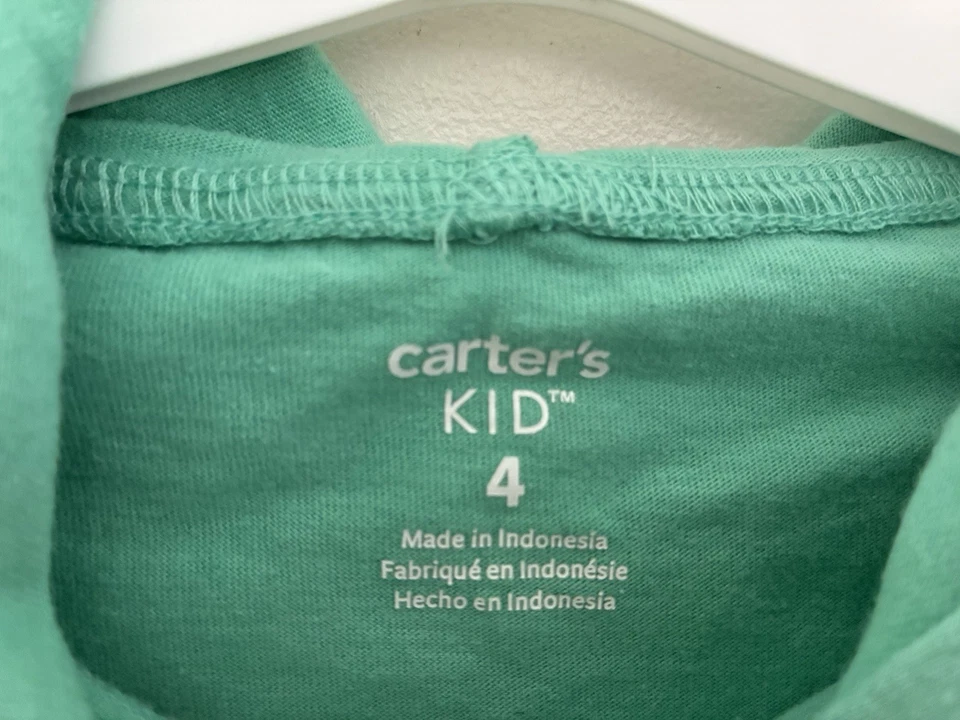 carter's
KID™
4
Made in Indonesia
Fabriqué en Indonésie
Hecho en Indonesia